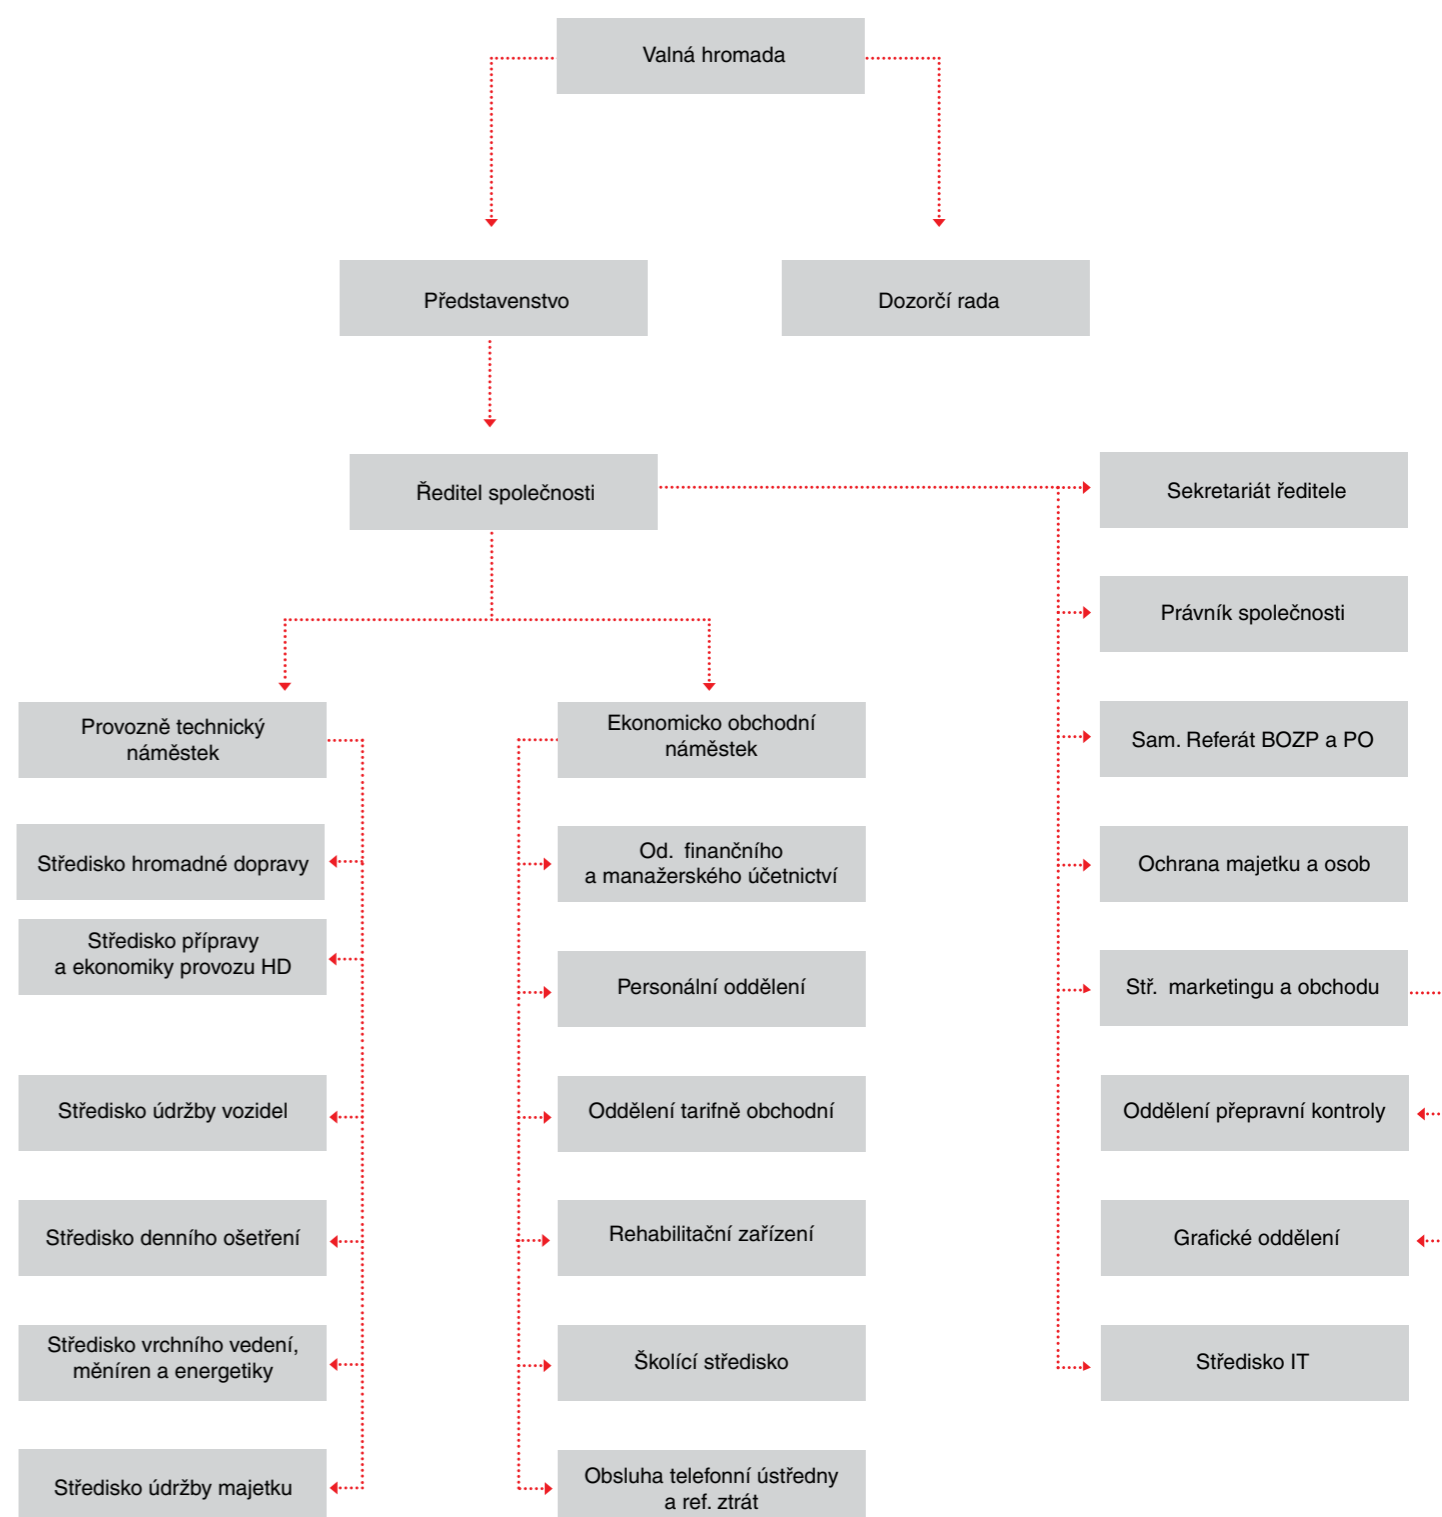 Valná hromada
Představenstvo
Dozorčí rada
Ředitel společnosti
Sekretariát ředitele
Právník společnosti
Sam. Referát BOZP a PO
Ochrana majetku a osob
Stř. marketingu a obchodu
Oddělení přepravní kontroly
Grafické oddělení
Středisko IT
Provozně technický
náměstek
Středisko hromadné dopravy
Středisko přípravy
a ekonomiky provozu HD
Středisko údržby vozidel
Středisko denního ošetření
Středisko vrchního vedení,
měníren a energetiky
Středisko údržby majetku
Ekonomicko obchodní
náměstek
Od. finančního
a manažerského účetnictví
Personální oddělení
Oddělení tarifně obchodní
Rehabilitační zařízení
Školící středisko
Obsluha telefonní ústředny
a ref. ztrát